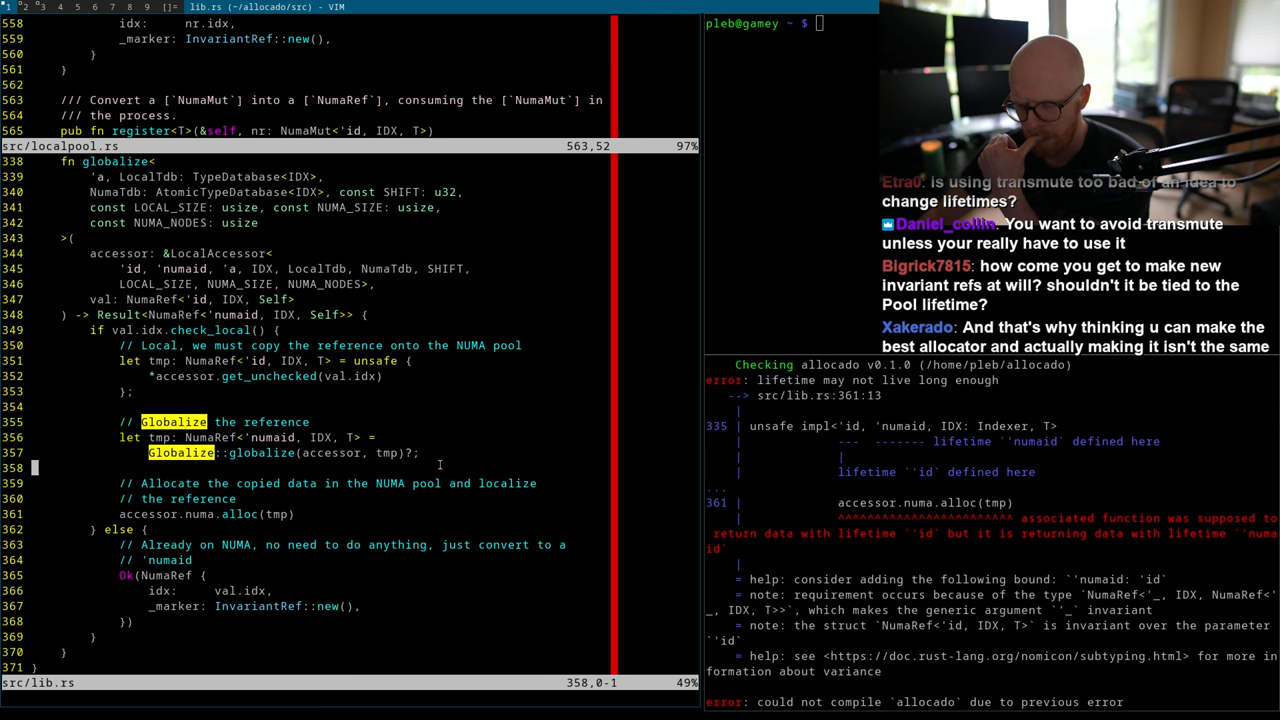 1 2 3 4 5 6 7 8 9 []= lib.rs (~/allocado/src) - VIM
558 idx: nr.idx,
559 _marker: InvariantRef::new(),
560 }
561 }
562
563 /// Convert a [`NumaMut`] into a [`NumaRef`], consuming the [`NumaMut`] in
564 /// the process.
565 pub fn register<T>(&self, nr: NumaMut<'id, IDX, T>)
src/localpool.rs 563,52 97%
338 fn globalize<
339 'a, LocalTdb: TypeDatabase<IDX>,
340 NumaTdb: AtomicTypeDatabase<IDX>, const SHIFT: u32,
341 const LOCAL_SIZE: usize, const NUMA_SIZE: usize,
342 const NUMA_NODES: usize
343 >(
344 accessor: &LocalAccessor<
345 'id, 'numaid, 'a, IDX, LocalTdb, NumaTdb, SHIFT,
346 LOCAL_SIZE, NUMA_SIZE, NUMA_NODES>,
347 val: NumaRef<'id, IDX, Self>
348 ) -> Result<NumaRef<'numaid, IDX, Self>> {
349 if val.idx.check_local() {
350 // Local, we must copy the reference onto the NUMA pool
351 let tmp: NumaRef<'id, IDX, T> = unsafe {
352 *accessor.get_unchecked(val.idx)
353 };
354
355 // Globalize the reference
356 let tmp: NumaRef<'numaid, IDX, T> =
357 Globalize::globalize(accessor, tmp)?;
358
359 // Allocate the copied data in the NUMA pool and localize
360 // the reference
361 accessor.numa.alloc(tmp)
362 } else {
363 // Already on NUMA, no need to do anything, just convert to a
364 // 'numaid
365 Ok(NumaRef {
366 idx: val.idx,
367 _marker: InvariantRef::new(),
368 })
369 }
370 }
371 }
src/lib.rs 358,0-1 49%
pleb@gamey ~ $
Etra0: is using transmute too bad of an idea to
change lifetimes?
Daniel_collin: You want to avoid transmute
unless your really have to use it
Bigrick7815: how come you get to make new
invariant refs at will? shouldn't it be tied to the
Pool lifetime?
Xakerado: And that's why thinking u can make the
best allocator and actually making it isn't the same
Checking allocado v0.1.0 (/home/pleb/allocado)
error: lifetime may not live long enough
--> src/lib.rs:361:13
|
335 | unsafe impl<'id, 'numaid, IDX: Indexer, T>
| --- ------- lifetime `'numaid` defined here
| |
| lifetime `'id` defined here
...
361 | accessor.numa.alloc(tmp)
| ^^^^^^^^^^^^^^^^^^^^^^^^ associated function was supposed to
return data with lifetime `'id` but it is returning data with lifetime `'numa
id`
|
= help: consider adding the following bound: `'numaid: 'id`
= note: requirement occurs because of the type `NumaRef<'_, IDX, NumaRef<'
_, IDX, T>>`, which makes the generic argument `'_` invariant
= note: the struct `NumaRef<'id, IDX, T>` is invariant over the parameter
`'id`
= help: see <https://doc.rust-lang.org/nomicon/subtyping.html> for more in
formation about variance
error: could not compile `allocado` due to previous error